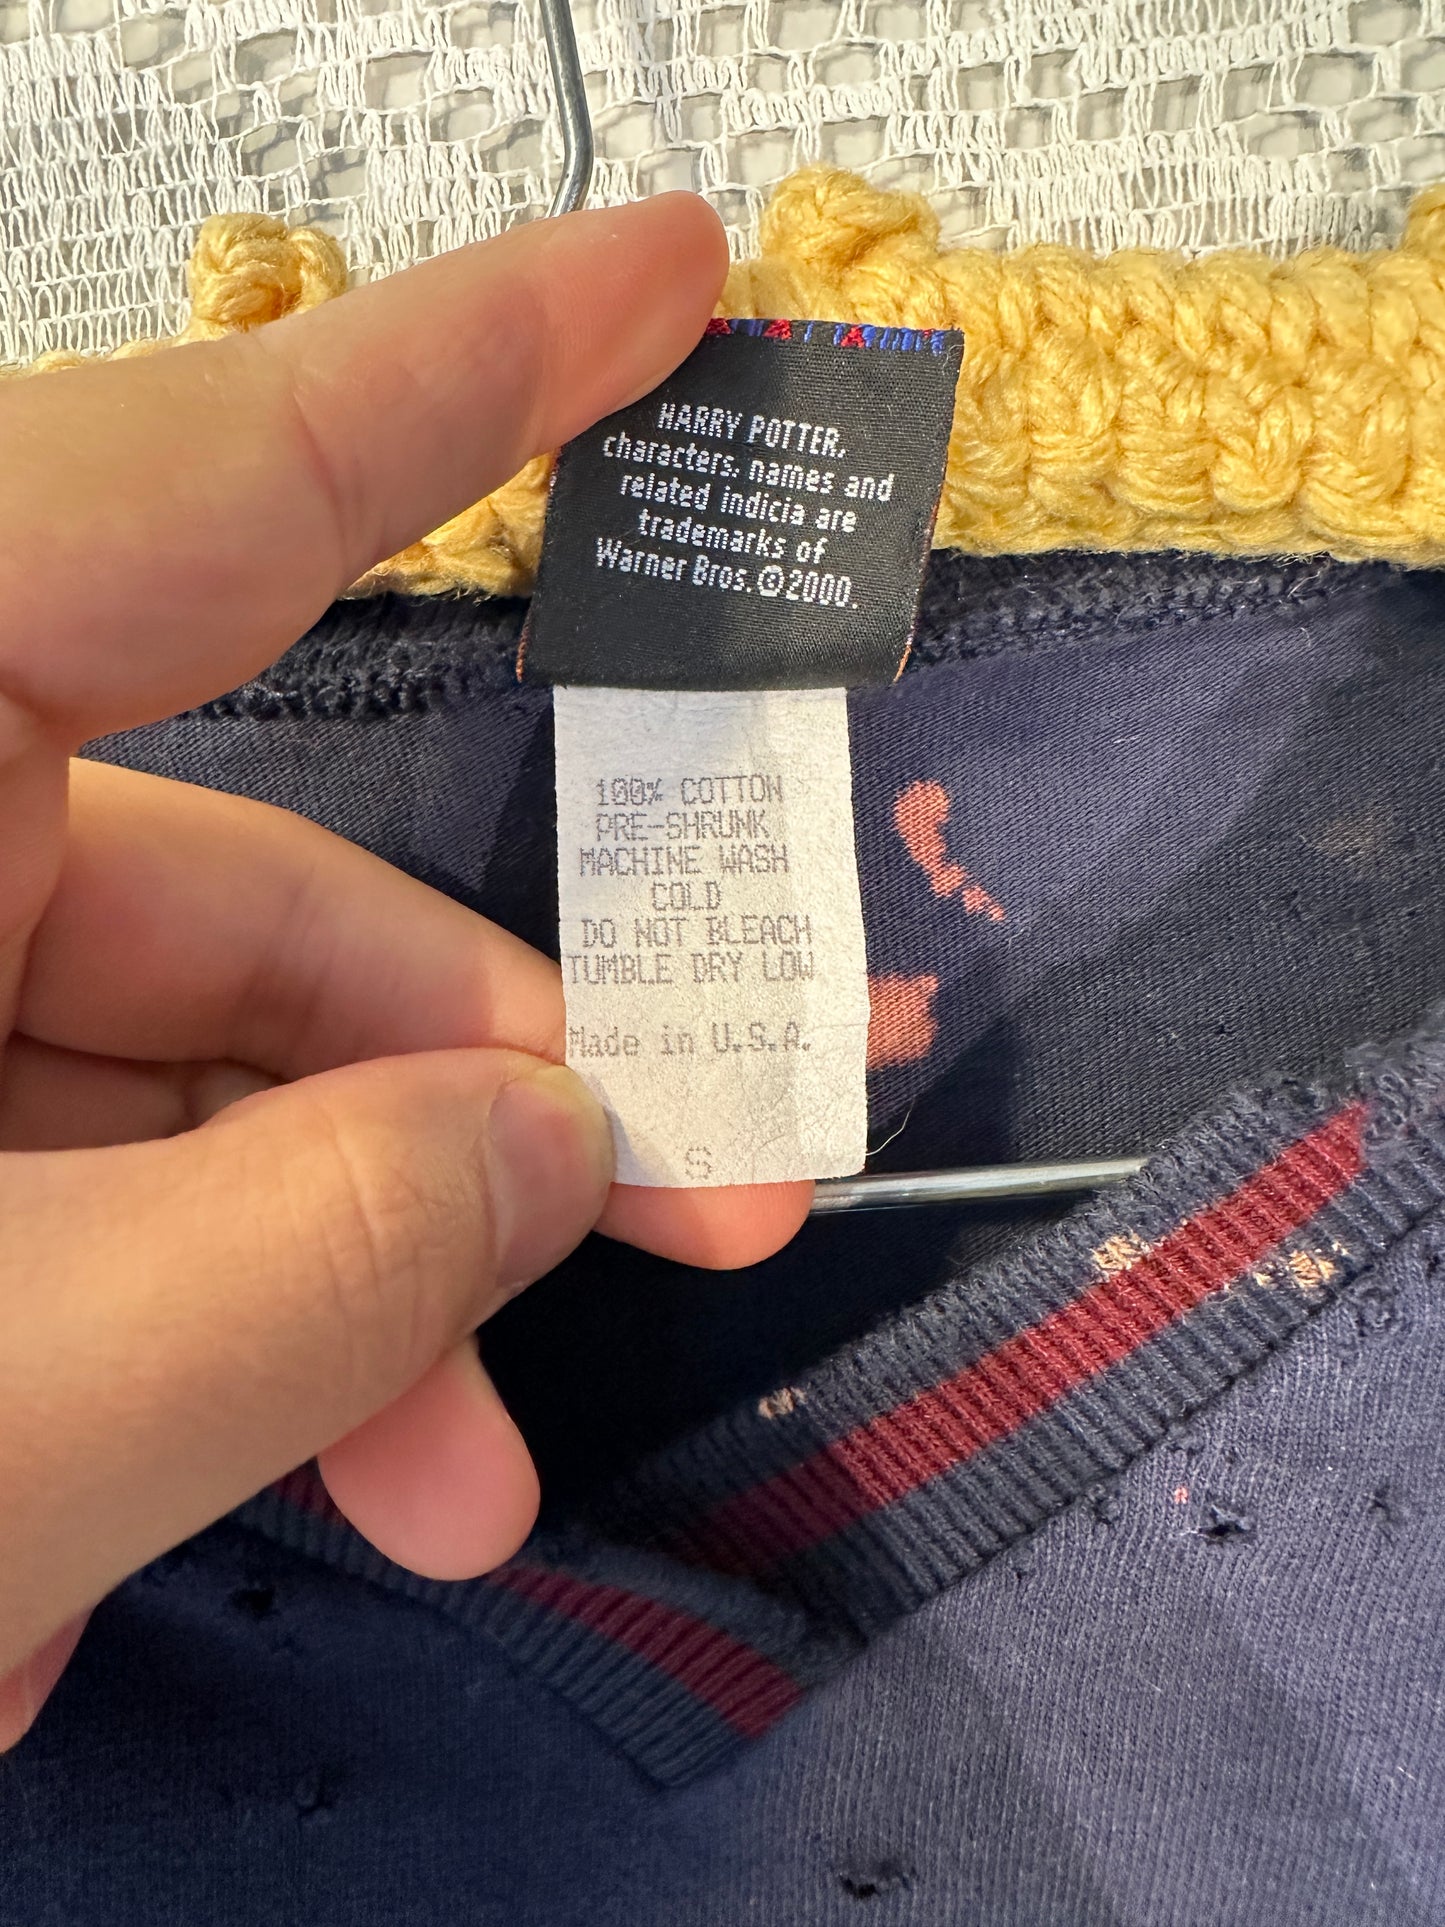 HARRY POTTER,
characters, names and
related indicia are
trademarks of
Warner Bros. © 2000.
100% COTTON
PRE-SHRUNK
MACHINE WASH
COLD
DO NOT BLEACH
TUMBLE DRY LOW
Made in U.S.A.
S